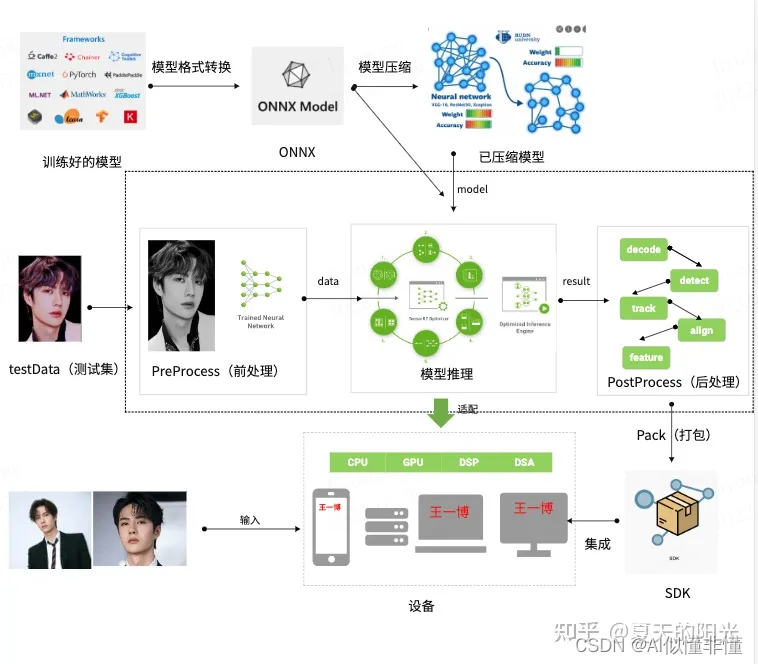 Frameworks
Caffe2
Chainer
Cognitive Toolkit
mxnet
PyTorch
PaddlePaddle
ML.NET
MathWorks
XGBoost
K
训练好的模型
模型格式转换
ONNX Model
ONNX
模型压缩
FUDN
university
Weight
Accuracy
Neural network
Weight
Accuracy
已压缩模型
model
testData（测试集）
Trained Neural
Network
PreProcess（前处理）
data
TensorRT Optimizer
Optimized Inference
Engine
模型推理
result
decode
detect
track
align
feature
PostProcess（后处理）
适配
Pack（打包）
CPU
GPU
DSP
DSA
输入
王一博
王一博
王一博
设备
集成
SDK
SDK
知乎 @夏天的阳光
CSDN @AI似懂非懂